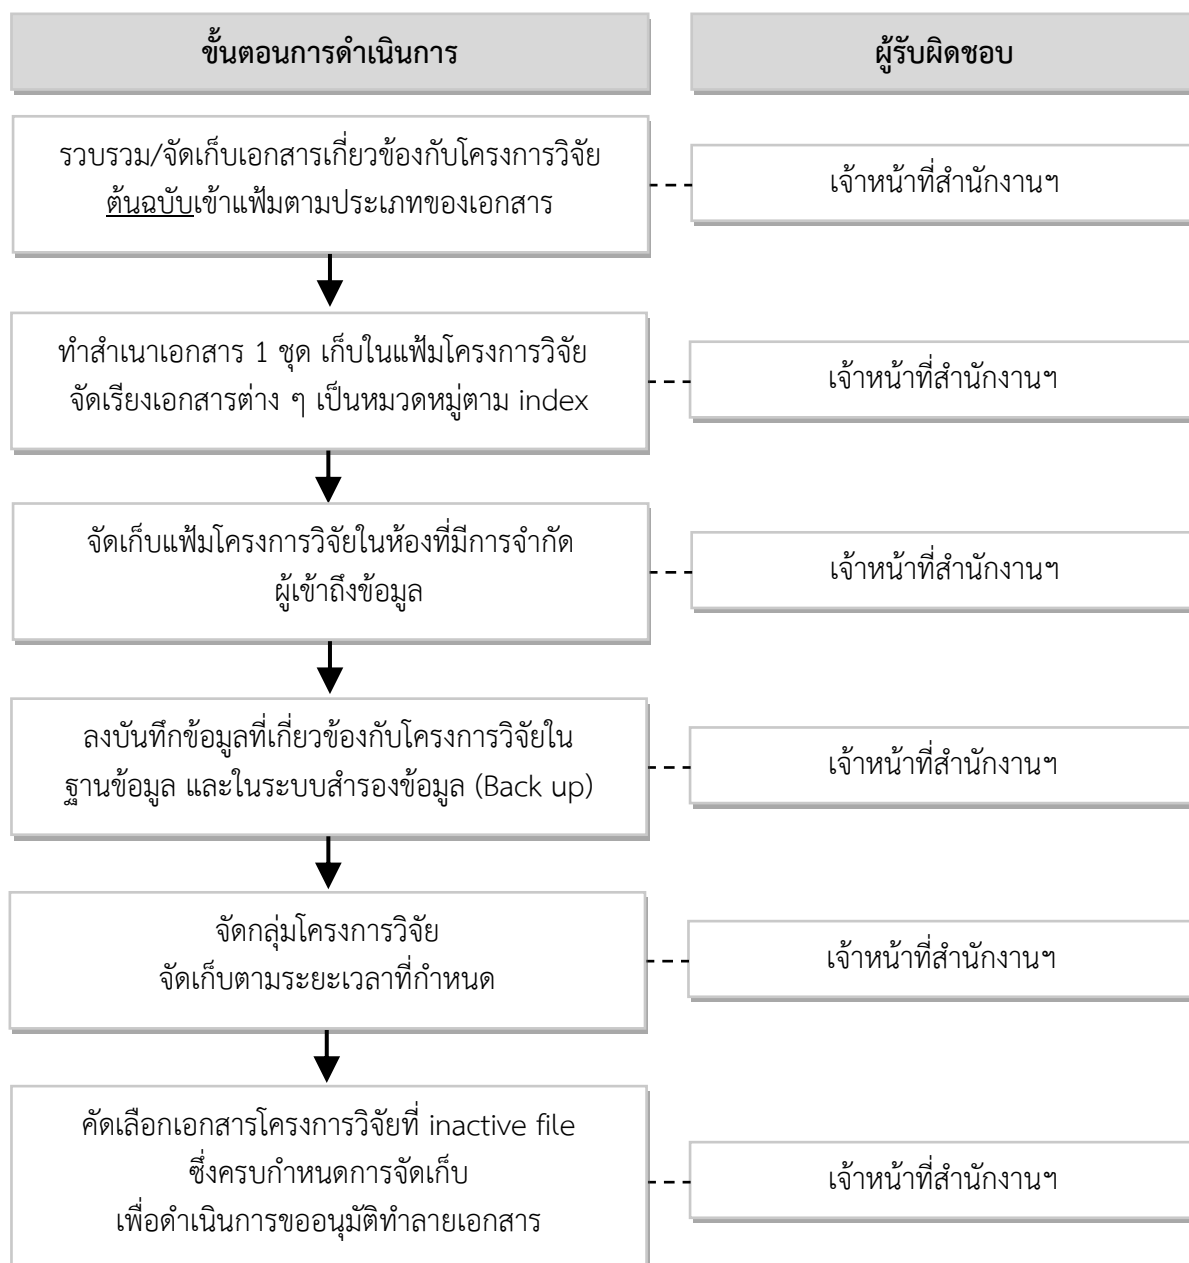 ขั้นตอนการดำเนินการ
ผู้รับผิดชอบ
รวบรวม/จัดเก็บเอกสารเกี่ยวข้องกับโครงการวิจัย
ต้นฉบับเข้าแฟ้มตามประเภทของเอกสาร
เจ้าหน้าที่สำนักงานฯ
ทำสำเนาเอกสาร 1 ชุด เก็บในแฟ้มโครงการวิจัย
จัดเรียงเอกสารต่าง ๆ เป็นหมวดหมู่ตาม index
เจ้าหน้าที่สำนักงานฯ
จัดเก็บแฟ้มโครงการวิจัยในห้องที่มีการจำกัด
ผู้เข้าถึงข้อมูล
เจ้าหน้าที่สำนักงานฯ
ลงบันทึกข้อมูลที่เกี่ยวข้องกับโครงการวิจัยใน
ฐานข้อมูล และในระบบสำรองข้อมูล (Back up)
เจ้าหน้าที่สำนักงานฯ
จัดกลุ่มโครงการวิจัย
จัดเก็บตามระยะเวลาที่กำหนด
เจ้าหน้าที่สำนักงานฯ
คัดเลือกเอกสารโครงการวิจัยที่ inactive file
ซึ่งครบกำหนดการจัดเก็บ
เพื่อดำเนินการขออนุมัติทำลายเอกสาร
เจ้าหน้าที่สำนักงานฯ